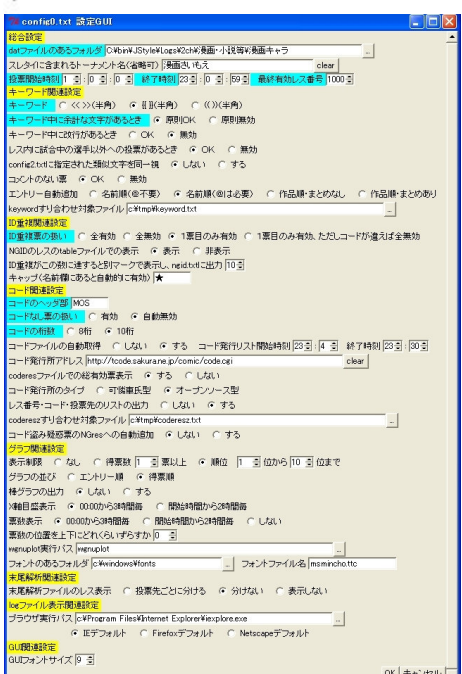 config0.txt 設定GUI
総合設定
datファイルのあるフォルダ C:¥bin¥JStyle¥Logs¥2ch¥漫画・小説等¥漫画キャラ ...
スレタイに含まれるトーナメント名(省略可) 漫画さいもえ clear
投票開始時刻 1 : 0 : 0 終了時刻 23 : 0 : 59 最終有効レス番号 1000
キーワード関連設定
キーワード << >>(半角) [[ ]](半角) (( ))(半角)
キーワード中に余計な文字があるとき 原則OK 原則無効
キーワード中に改行があるとき OK 無効
レス内に試合中の選手以外への投票があるとき OK 無効
config2.txtに指定された類似文字を同一視 しない する
コメントのない票 OK 無効
エントリー自動追加 名前順(@不要) 名前順(@は必要) 作品順・まとめなし 作品順・まとめあり
keywordすり合わせ対象ファイル c:¥tmp¥keyword.txt ...
ID重複関連設定
ID重複票の扱い 全有効 全無効 1票目のみ有効 1票目のみ有効、ただしコードが違えば全無効
NGIDのレスのtableファイルでの表示 表示 非表示
ID重複がこの数に達すると別マークで表示し、ngid.txtに出力 10
キャップ(名前欄にあると自動的に有効) ★
コード関連設定
コードのヘッダ部 MOS
コードなし票の扱い 有効 自動無効
コードの桁数 8桁 10桁
コードファイルの自動取得 しない する コード発行リスト開始時刻 23 : 4 終了時刻 23 : 30
コード発行所アドレス http://tcode.sakura.ne.jp/comic/code.cgi clear
coderesファイルでの総有効票表示 する しない
コード発行所のタイプ 可憐車氏型 オープンソース型
レス番号・コード・投票先のリストの出力 しない する
codereszすり合わせ対象ファイル c:¥tmp¥coderesz.txt ...
コード盗み疑惑票のNGresへの自動追加 しない する
グラフ関連設定
表示制限 なし 得票数 1 票以上 順位 1 位から 10 位まで
グラフの並び エントリー順 得票順
棒グラフの出力 しない する
X軸目盛表示 00:00から3時間毎 開始時間から2時間毎
票数表示 00:00から3時間毎 開始時間から2時間毎 しない
票数の位置を上下にどれくらいずらすか 0
wgnuplot実行パス wgnuplot ...
フォントのあるフォルダ c:¥windows¥fonts ... フォントファイル名 msmincho.ttc
末尾解析関連設定
末尾解析ファイルのレス表示 投票先ごとに分ける 分けない 表示しない
logファイル表示関連設定
ブラウザ実行パス c:¥Program Files¥Internet Explorer¥iexplore.exe ...
IEデフォルト Firefoxデフォルト Netscapeデフォルト
GUI関連設定
GUIフォントサイズ 9
OK キャンセル